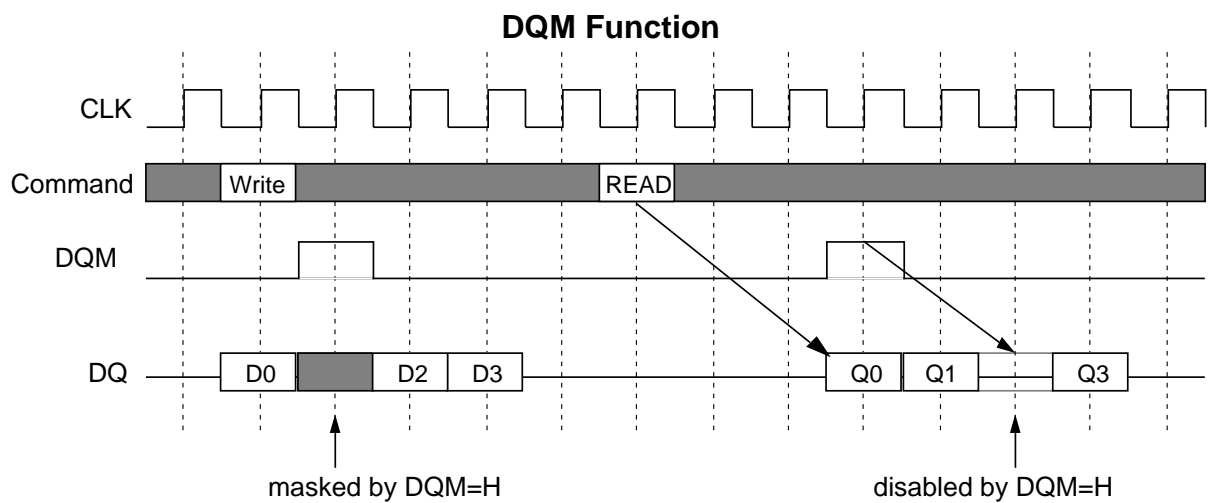 DQM Function
CLK
Command Write READ
DQM
DQ D0 D2 D3 Q0 Q1 Q3
masked by DQM=H disabled by DQM=H